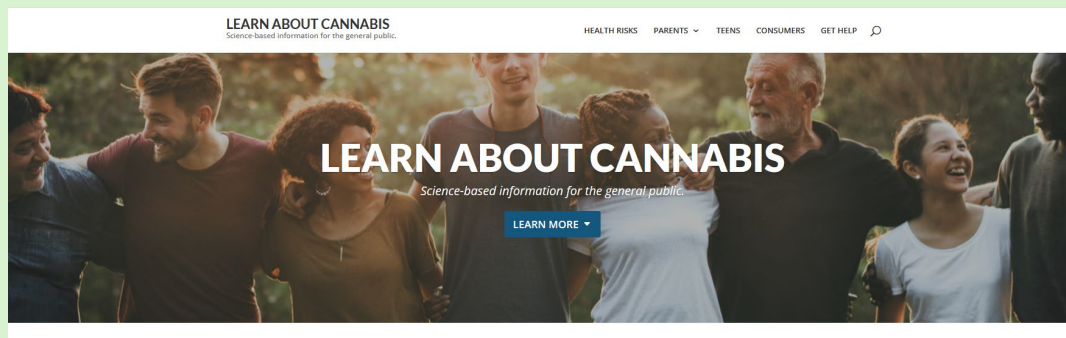 LEARN ABOUT CANNABIS
Science-based information for the general public.
HEALTH RISKS PARENTS TEENS CONSUMERS GET HELP
LEARN ABOUT CANNABIS
Science-based information for the general public.
LEARN MORE